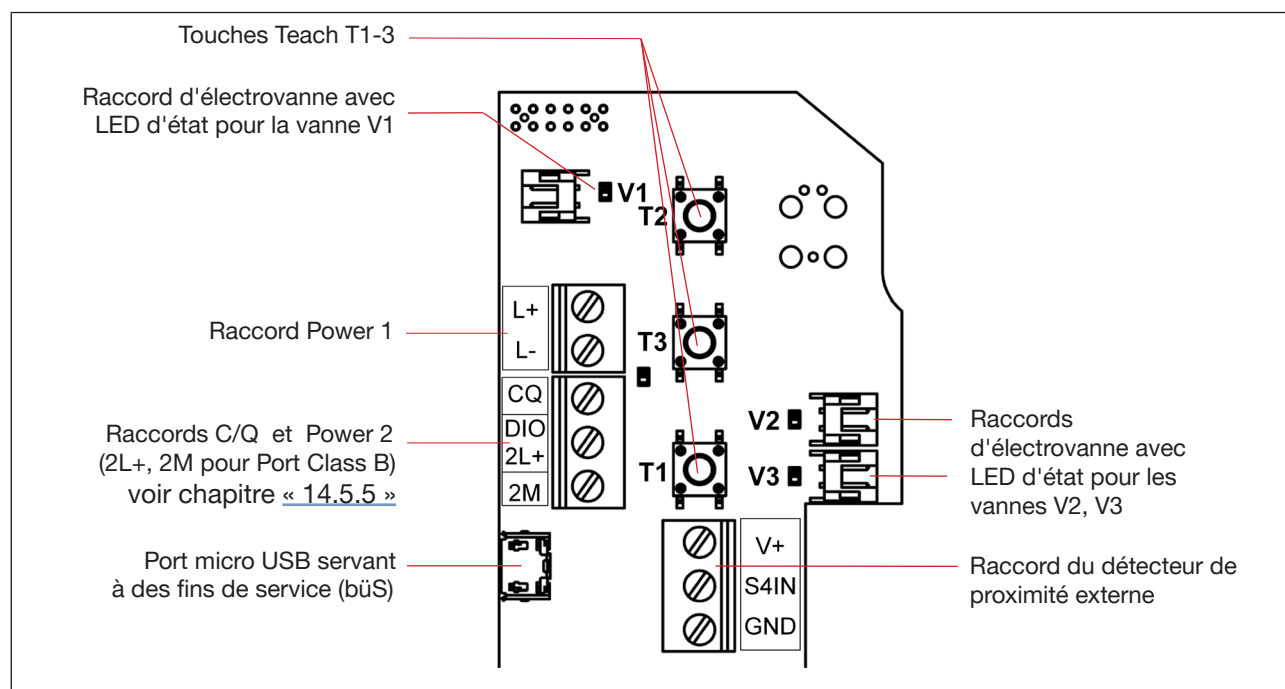 Touches Teach T1-3
Raccord d'électrovanne avec
LED d'état pour la vanne V1
V1
T2
L+
L-
Raccord Power 1
T3
CQ
DIO
2L+
2M
Raccords C/Q et Power 2
(2L+, 2M pour Port Class B)
voir chapitre « 14.5.5 »
V2
T1
V3
Raccords
d'électrovanne avec
LED d'état pour les
vannes V2, V3
Port micro USB servant
à des fins de service (büS)
V+
S4IN
GND
Raccord du détecteur de
proximité externe